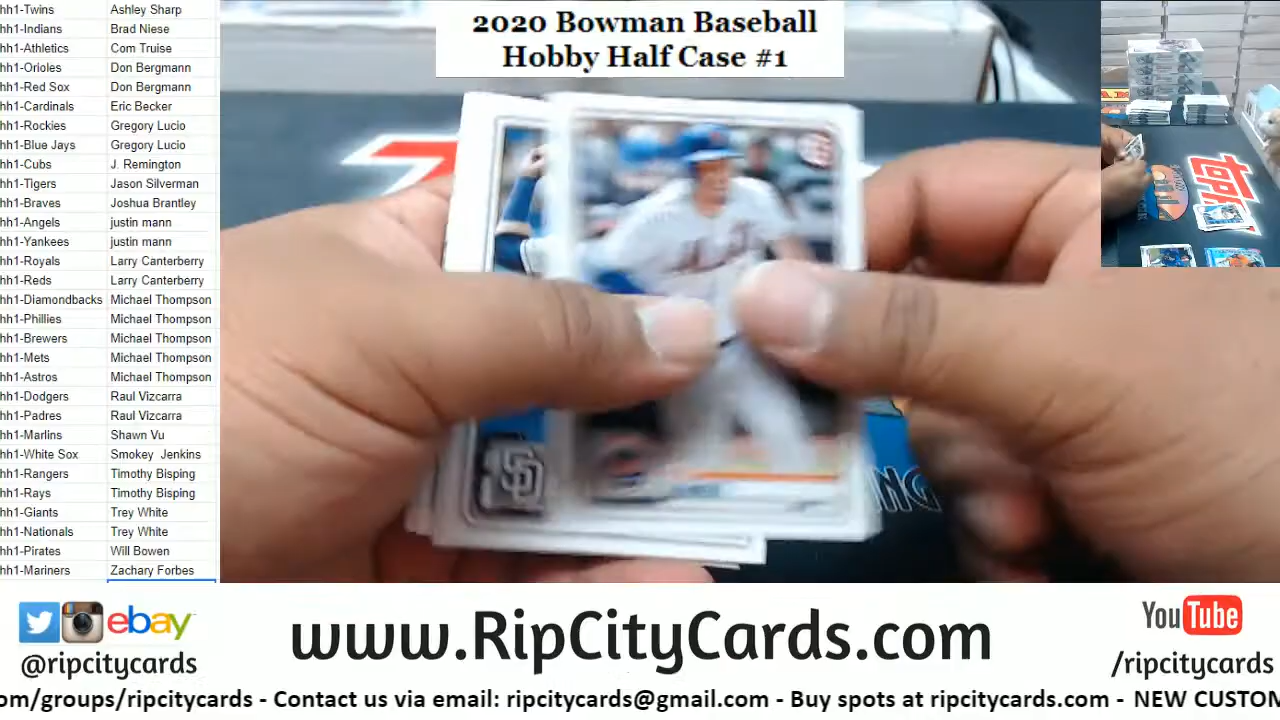 hh1-Twins Ashley Sharp
hh1-Indians Brad Niese
hh1-Athletics Com Truise
hh1-Orioles Don Bergmann
hh1-Red Sox Don Bergmann
hh1-Cardinals Eric Becker
hh1-Rockies Gregory Lucio
hh1-Blue Jays Gregory Lucio
hh1-Cubs J. Remington
hh1-Tigers Jason Silverman
hh1-Braves Joshua Brantley
hh1-Angels justin mann
hh1-Yankees justin mann
hh1-Royals Larry Canterberry
hh1-Reds Larry Canterberry
hh1-Diamondbacks Michael Thompson
hh1-Phillies Michael Thompson
hh1-Brewers Michael Thompson
hh1-Mets Michael Thompson
hh1-Astros Michael Thompson
hh1-Dodgers Raul Vizcarra
hh1-Padres Raul Vizcarra
hh1-Marlins Shawn Vu
hh1-White Sox Smokey Jenkins
hh1-Rangers Timothy Bisping
hh1-Rays Timothy Bisping
hh1-Giants Trey White
hh1-Nationals Trey White
hh1-Pirates Will Bowen
hh1-Mariners Zachary Forbes
2020 Bowman Baseball
Hobby Half Case #1
SD
ING
ebay
@ripcitycards
www.RipCityCards.com
YouTube
/ripcitycards
om/groups/ripcitycards - Contact us via email: ripcitycards@gmail.com - Buy spots at ripcitycards.com - NEW CUSTOM